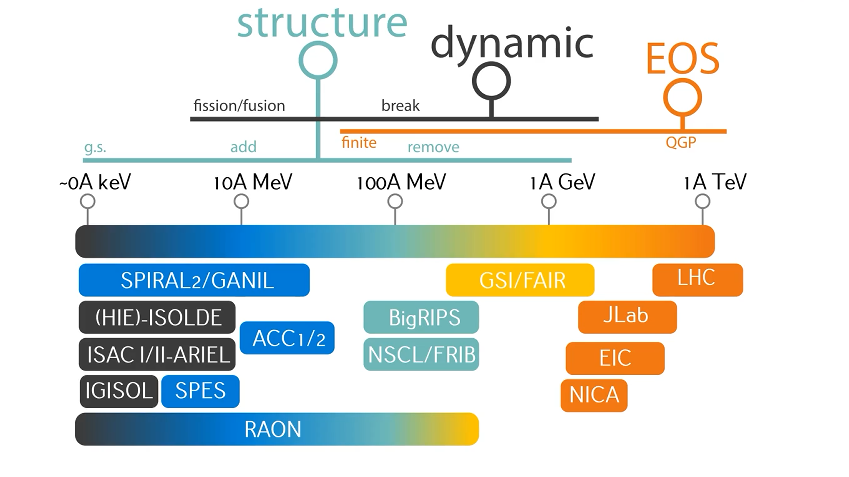 structure
dynamic
EOS
fission/fusion break
finite QGP
g.s. add remove
~0A keV 10A MeV 100A MeV 1A GeV 1A TeV
SPIRAL2/GANIL GSI/FAIR LHC
(HIE)-ISOLDE BigRIPS JLab
ACC1/2
ISAC I/II-ARIEL NSCL/FRIB EIC
IGISOL SPES NICA
RAON